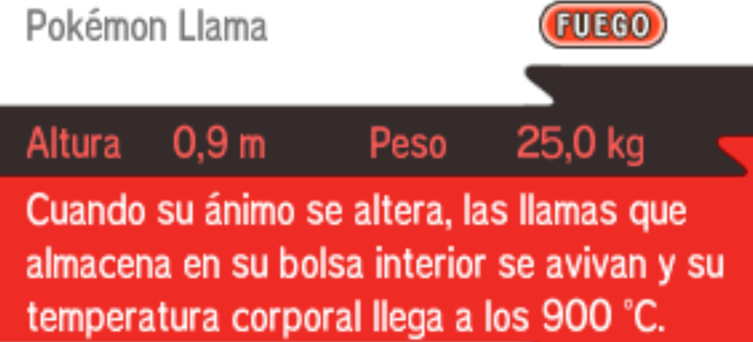 Pokémon Llama FUEGO
Altura 0,9 m Peso 25,0 kg
Cuando su ánimo se altera, las llamas que
almacena en su bolsa interior se avivan y su
temperatura corporal llega a los 900 °C.